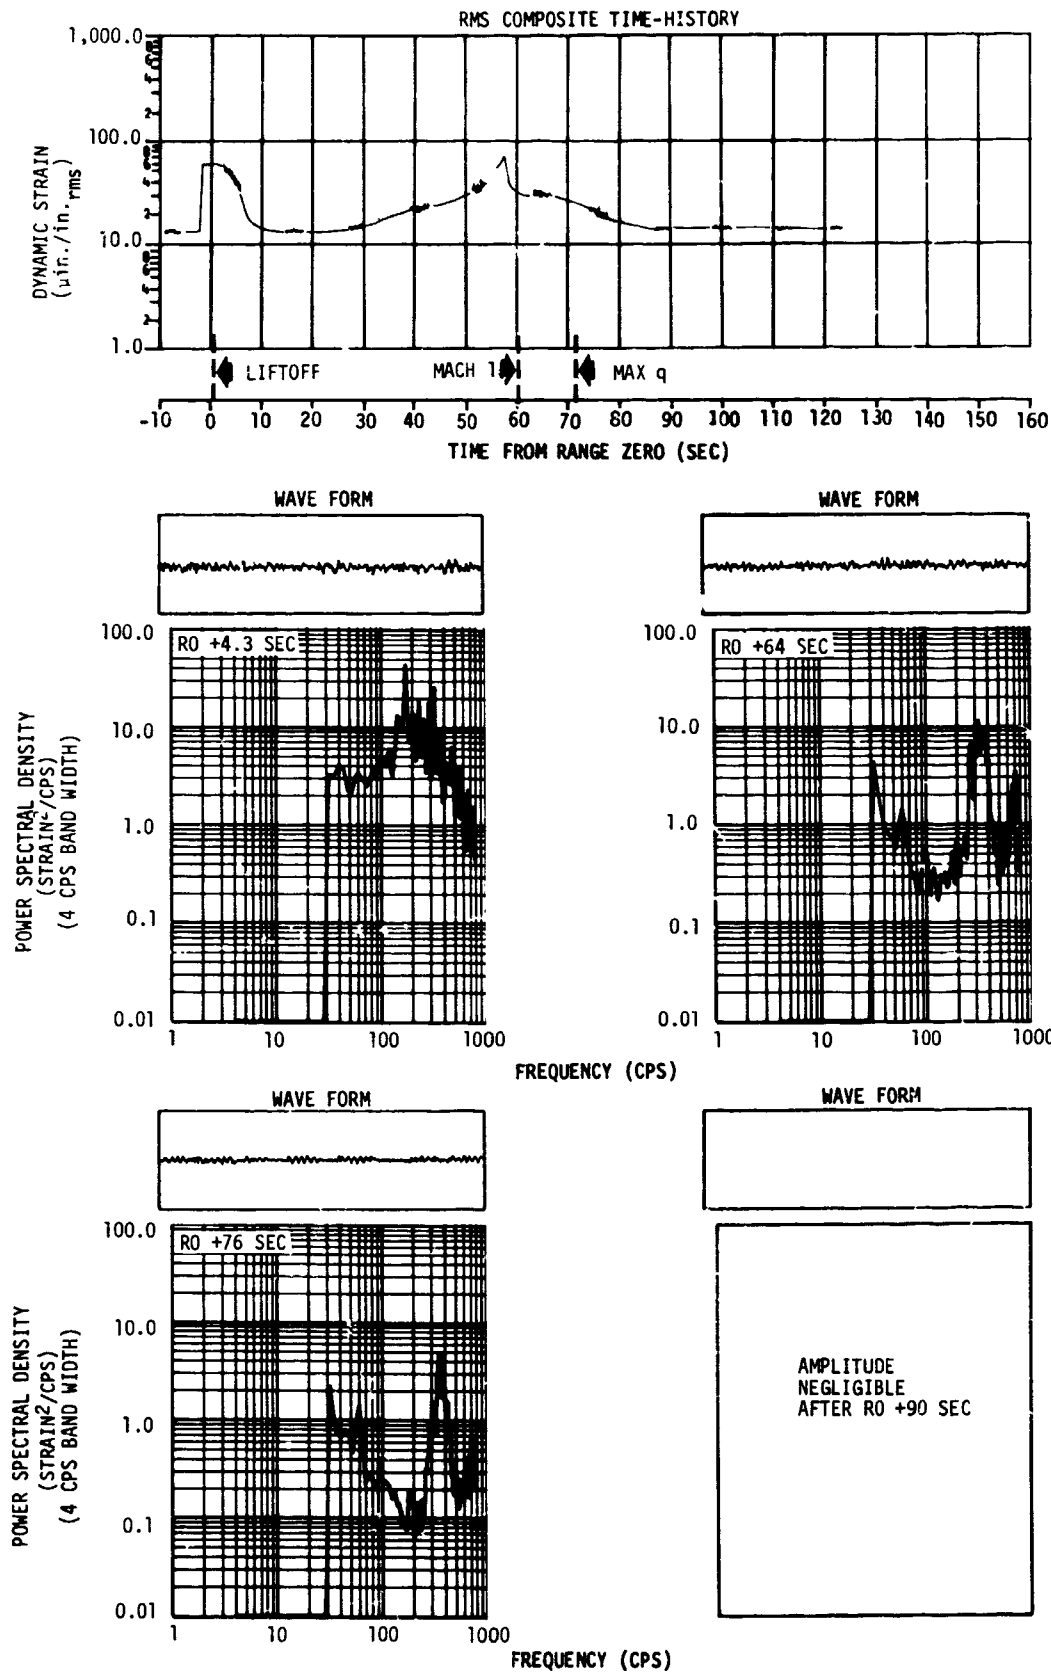 RMS COMPOSITE TIME-HISTORY
1,000.0
100.0
10.0
1.0
DYNAMIC STRAIN
(μin./in.rms
LIFTOFF
MACH 1
MAX q
-10 0 10 20 30 40 50 60 70 80 90 100 110 120 130 140 150 160
TIME FROM RANGE ZERO (SEC)
WAVE FORM
WAVE FORM
POWER SPECTRAL DENSITY
(STRAIN²/CPS)
(4 CPS BAND WIDTH)
RO +4.3 SEC
100.0
10.0
1.0
0.1
0.01
1 10 100 1000
RO +64 SEC
100.0
10.0
1.0
0.1
0.01
1 10 100 1000
FREQUENCY (CPS)
WAVE FORM
WAVE FORM
POWER SPECTRAL DENSITY
(STRAIN²/CPS)
(4 CPS BAND WIDTH)
RO +76 SEC
100.0
10.0
1.0
0.1
0.01
1 10 100 1000
AMPLITUDE
NEGLIGIBLE
AFTER RO +90 SEC
FREQUENCY (CPS)